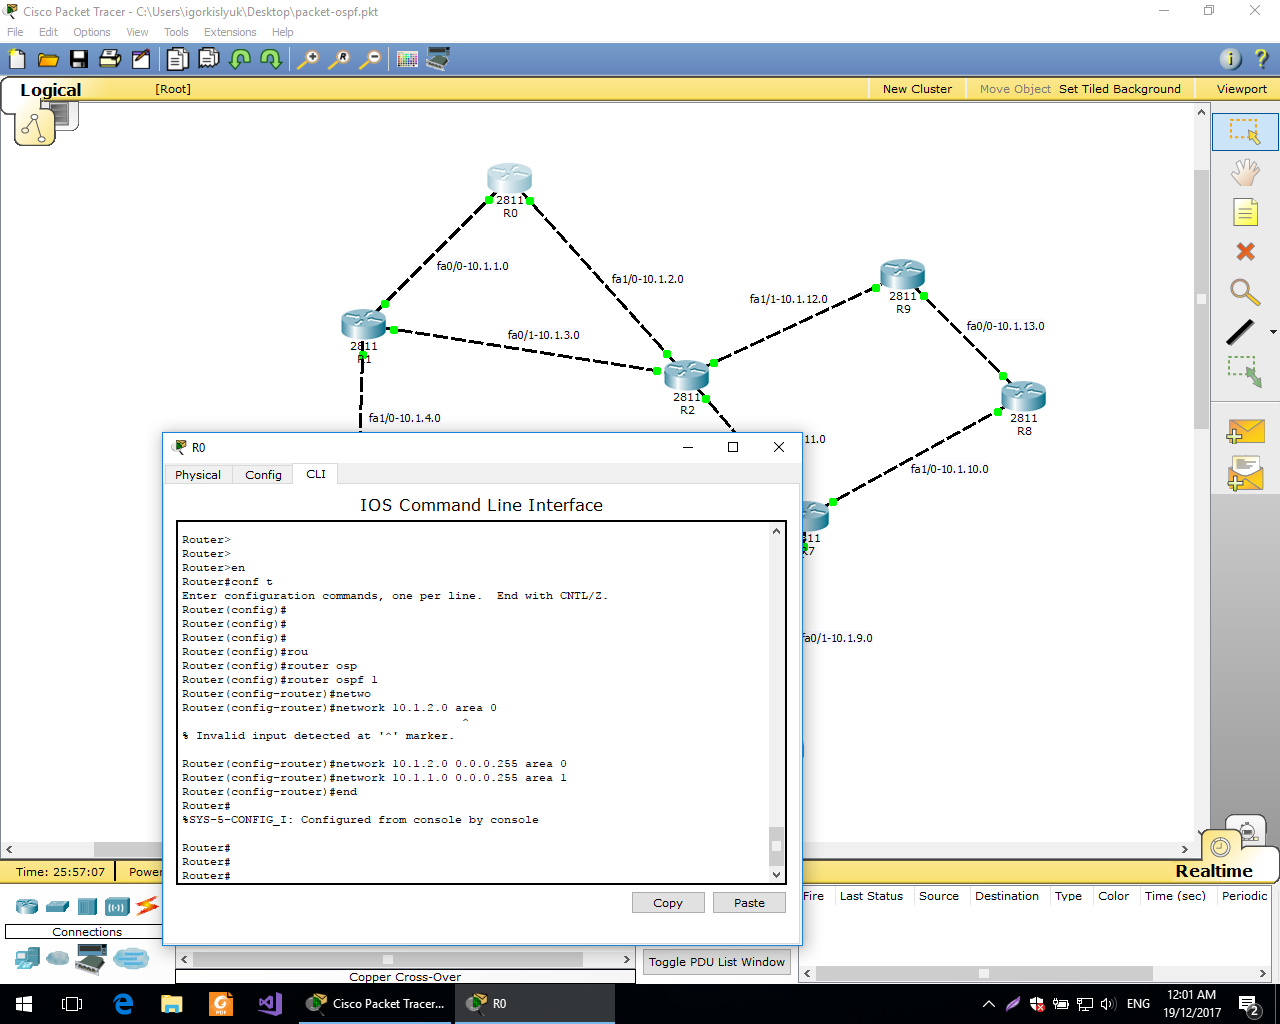 Cisco Packet Tracer - C:\Users\igorkislyuk\Desktop\packet-ospf.pkt
File Edit Options View Tools Extensions Help
Logical [Root] New Cluster Move Object Set Tiled Background Viewport
2811
R0
fa0/0-10.1.1.0
fa1/0-10.1.2.0
2811
R9
fa1/1-10.1.12.0
fa0/0-10.1.13.0
2811
R1
fa0/1-10.1.3.0
2811
R2
2811
R8
fa1/0-10.1.4.0
11.0
fa1/0-10.1.10.0
811
R7
fa0/1-10.1.9.0
R0
Physical Config CLI
IOS Command Line Interface
Router>
Router>
Router>en
Router#conf t
Enter configuration commands, one per line.  End with CNTL/Z.
Router(config)#
Router(config)#
Router(config)#
Router(config)#rou
Router(config)#router osp
Router(config)#router ospf 1
Router(config-router)#netwo
Router(config-router)#network 10.1.2.0 area 0
^
% Invalid input detected at '^' marker.
Router(config-router)#network 10.1.2.0 0.0.0.255 area 0
Router(config-router)#network 10.1.1.0 0.0.0.255 area 1
Router(config-router)#end
Router#
%SYS-5-CONFIG_I: Configured from console by console
Router#
Router#
Router#
Copy Paste
Time: 25:57:07 Power
Realtime
Fire Last Status Source Destination Type Color Time (sec) Periodic
Connections
Toggle PDU List Window
Copper Cross-Over
Cisco Packet Tracer... R0 ENG 12:01 AM
19/12/2017
2